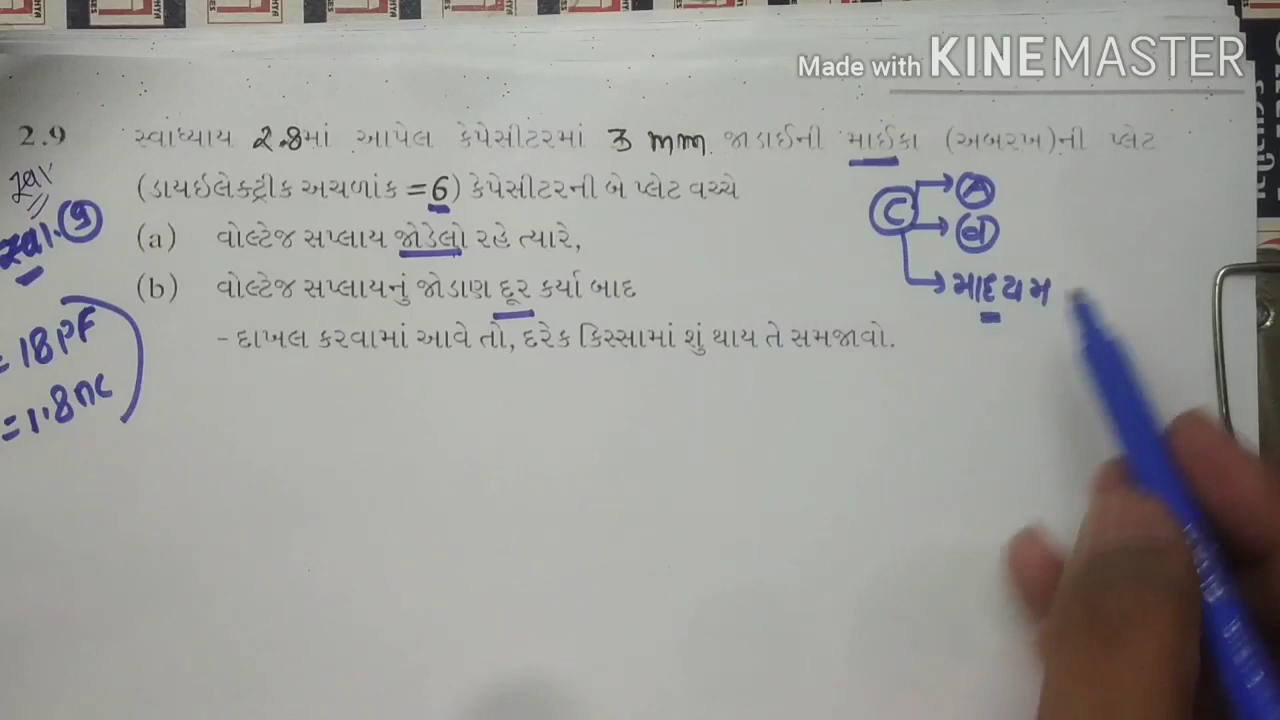 Made with KINEMASTER
2.9 સ્વાધ્યાય 2.8માં આપેલ કેપેસીટરમાં 3 mm જાડાઈની માઈકા (અબરખ)ની પ્લેટ
(ડાયઇલેક્ટ્રીક અચળાંક = 6) કેપેસીટરની બે પ્લેટ વચ્ચે
(a) વોલ્ટેજ સપ્લાય જોડેલો રહે ત્યારે,
(b) વોલ્ટેજ સપ્લાયનું જોડાણ દૂર કર્યા બાદ
- દાખલ કરવામાં આવે તો, દરેક કિસ્સામાં શું થાય તે સમજાવો.
= 18 PF
= 1.8 nc
C
A
d
માધ્યમ